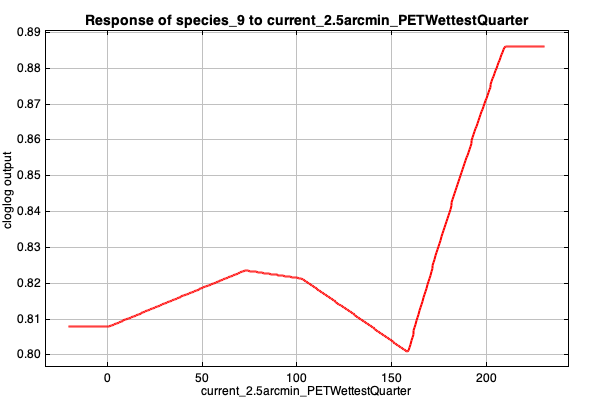 Response of species_9 to current_2.5arcmin_PETWettestQuarter
0.89
0.88
0.87
0.86
0.85
0.84
0.83
0.82
0.81
0.80
cloglog output
0 50 100 150 200
current_2.5arcmin_PETWettestQuarter